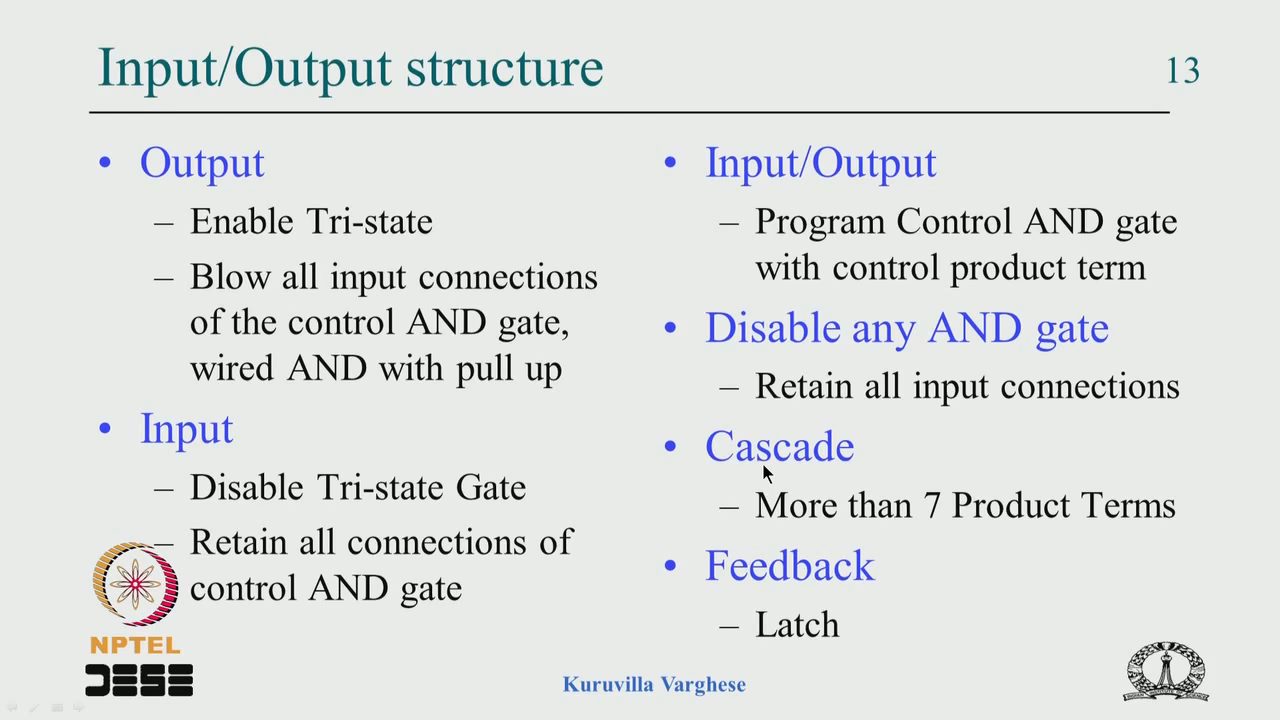 Input/Output structure
13
• Output
– Enable Tri-state
– Blow all input connections
of the control AND gate,
wired AND with pull up
• Input
– Disable Tri-state Gate
– Retain all connections of
control AND gate
• Input/Output
– Program Control AND gate
with control product term
• Disable any AND gate
– Retain all input connections
• Cascade
– More than 7 Product Terms
• Feedback
– Latch
NPTEL
DESE
Kuruvilla Varghese